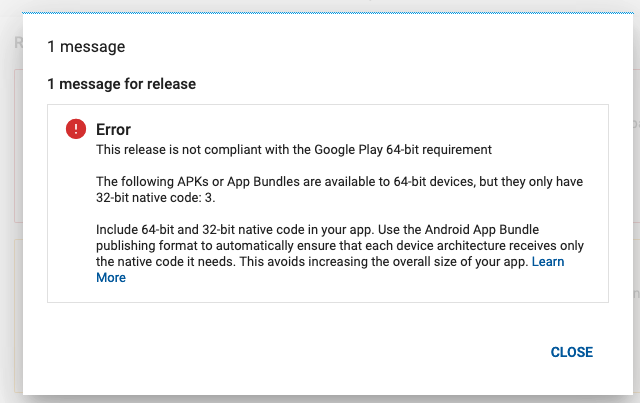 1 message
1 message for release
Error
This release is not compliant with the Google Play 64-bit requirement
The following APKs or App Bundles are available to 64-bit devices, but they only have
32-bit native code: 3.
Include 64-bit and 32-bit native code in your app. Use the Android App Bundle
publishing format to automatically ensure that each device architecture receives only
the native code it needs. This avoids increasing the overall size of your app. Learn
More
CLOSE